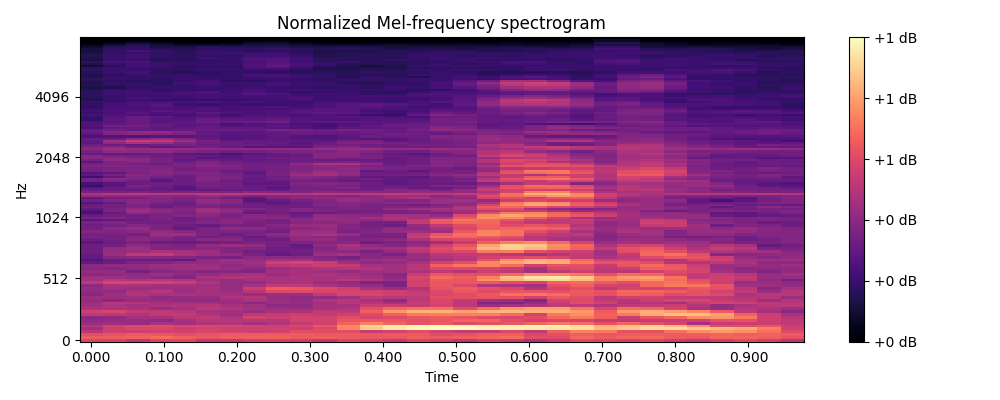 Normalized Mel-frequency spectrogram
Hz
4096
2048
1024
512
0
0.000 0.100 0.200 0.300 0.400 0.500 0.600 0.700 0.800 0.900
Time
+1 dB
+1 dB
+1 dB
+0 dB
+0 dB
+0 dB